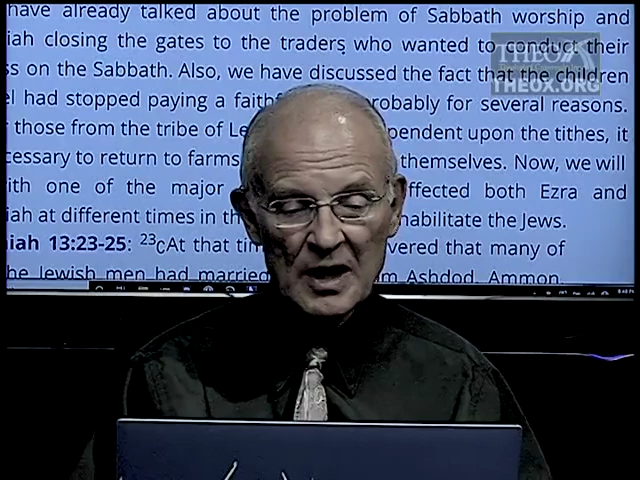 have already talked about the problem of Sabbath worship and
iah closing the gates to the traders who wanted to conduct their
ss on the Sabbath. Also, we have discussed the fact that the children
el had stopped paying a faith robably for several reasons.
those from the tribe of Le pendent upon the tithes, it
cessary to return to farms themselves. Now, we will
ith one of the major ffected both Ezra and
iah at different times in th habilitate the Jews.
iah 13:23-25: 23CAt that tim vered that many of
he Jewish men had married m Ashdod, Ammon,
THEOX
THEOX.ORG